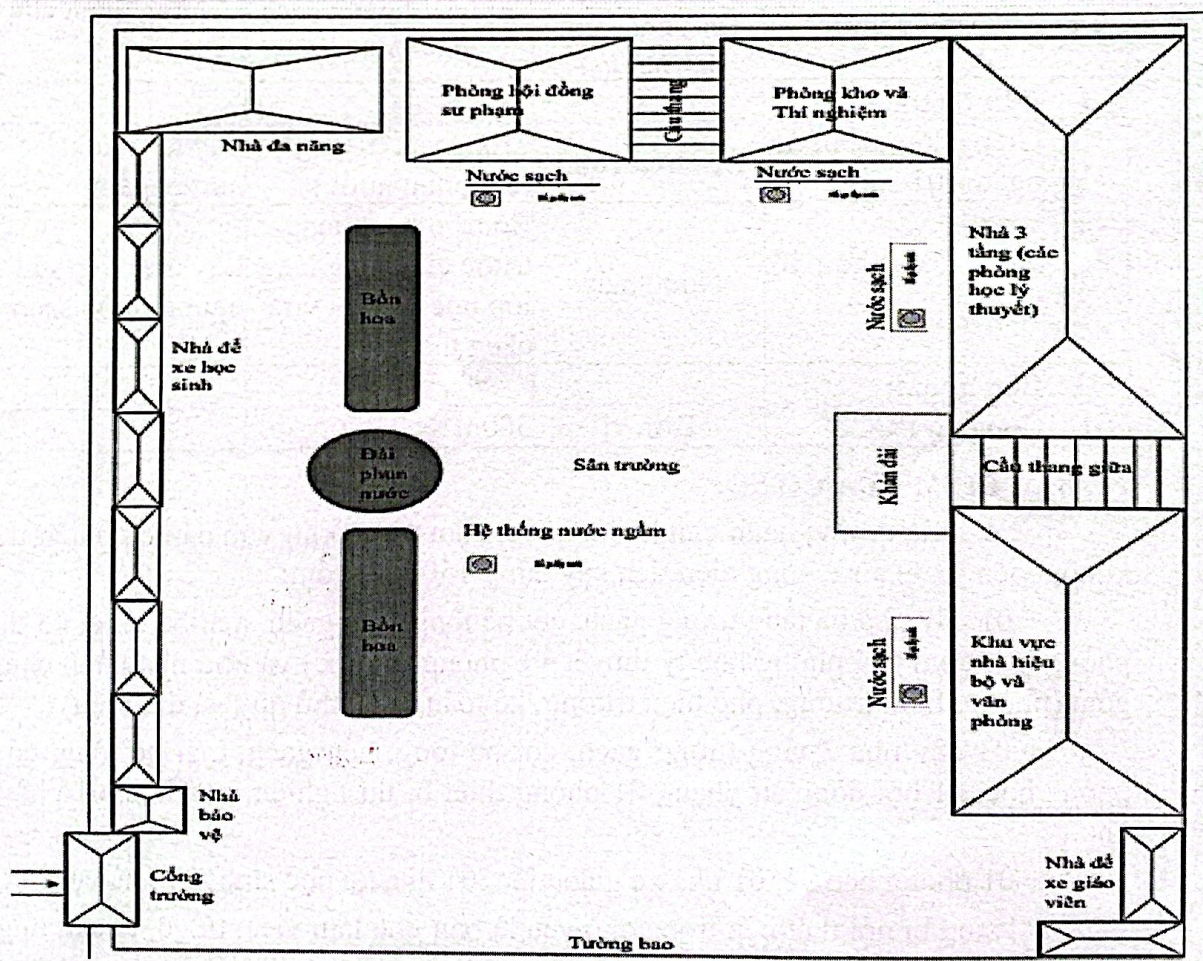 Phòng hội đồng
sư phạm
Cầu thang
Phòng kho và
Thí nghiệm
Nhà đa năng
Nước sạch
Nước sạch
Nhà 3
tầng (các
phòng
học lý
thuyết)
Nước sạch
Bồn
hoa
Nhà để
xe học
sinh
Đài
phun
nước
Sân trường
Khán đài
Cầu thang giữa
Hệ thống nước ngầm
Bồn
hoa
Nước sạch
Khu vực
nhà hiệu
bộ và
văn
phòng
Nhà
bảo
vệ
Cổng
trường
Nhà để
xe giáo
viên
Tường bao